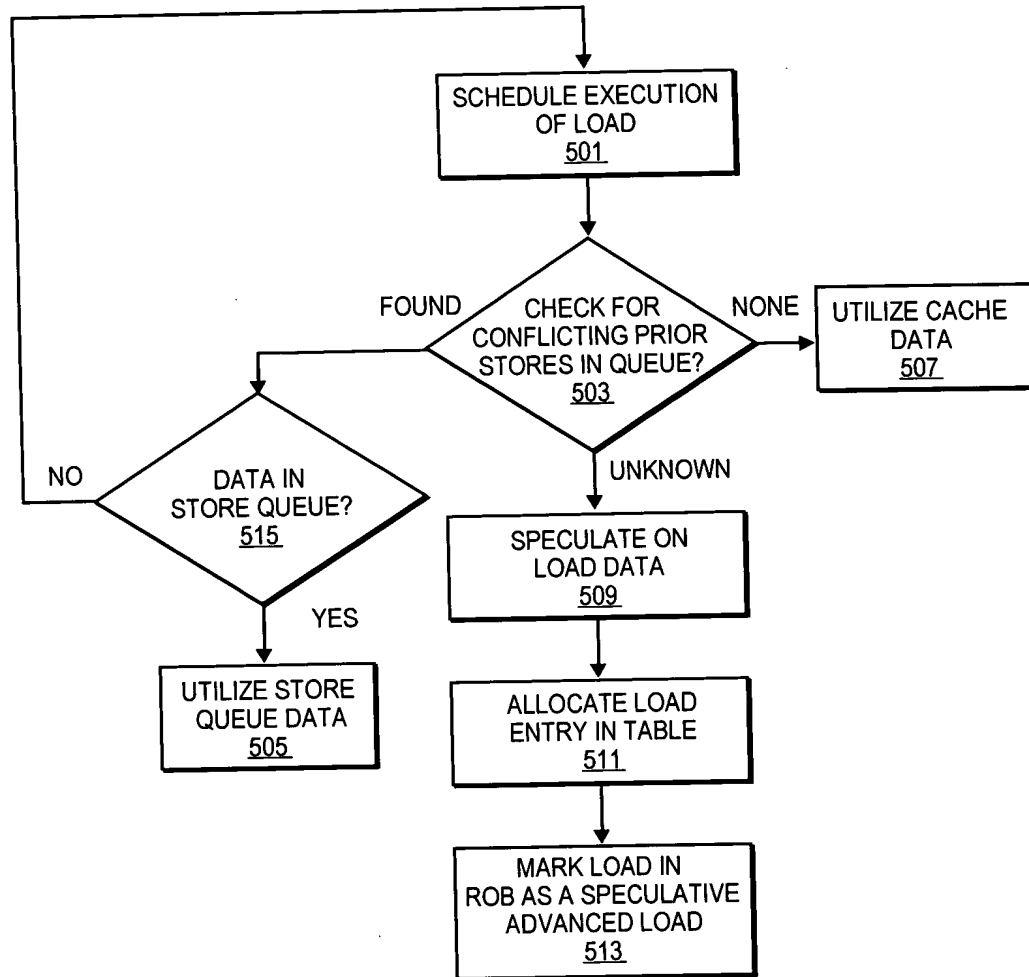 SCHEDULE EXECUTION
OF LOAD
501
FOUND
CHECK FOR
CONFLICTING PRIOR
STORES IN QUEUE?
503
NONE
UTILIZE CACHE
DATA
507
NO
DATA IN
STORE QUEUE?
515
UNKNOWN
SPECULATE ON
LOAD DATA
509
YES
UTILIZE STORE
QUEUE DATA
505
ALLOCATE LOAD
ENTRY IN TABLE
511
MARK LOAD IN
ROB AS A SPECULATIVE
ADVANCED LOAD
513